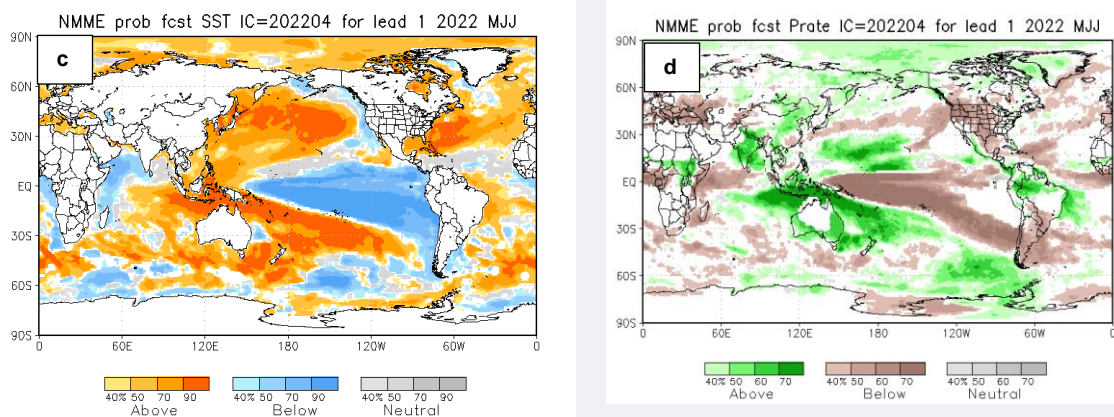 NMME prob fcst SST IC=202204 for lead 1 2022 MJJ
c
90N
60N
30N
EQ
30S
60S
90S
0 60E 120E 180 120W 60W 0
40% 50 70 90 40% 50 70 90 40% 50 70 90
Above Below Neutral
NMME prob fcst Prate IC=202204 for lead 1 2022 MJJ
d
90N
60N
30N
EQ
30S
60S
90S
0 60E 120E 180 120W 60W 0
40% 50 60 70 40% 50 60 70 40% 50 60 70
Above Below Neutral